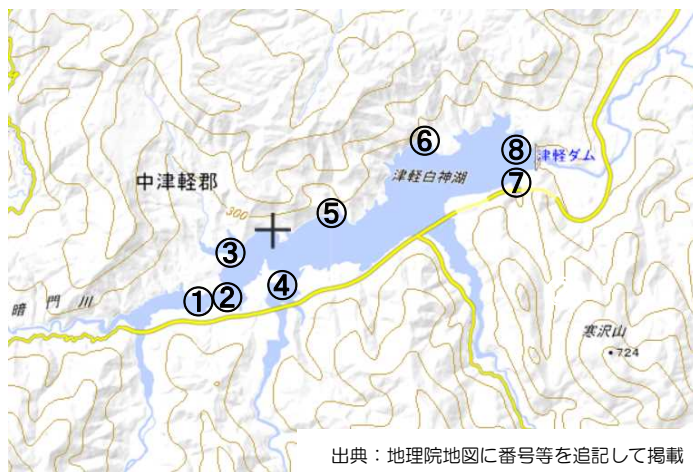 ⑥
⑧
津軽ダム
津軽白神湖
⑦
中津軽郡
300
⑤
③
④
①
②
暗門川
寒沢山
・724
出典：地理院地図に番号等を追記して掲載